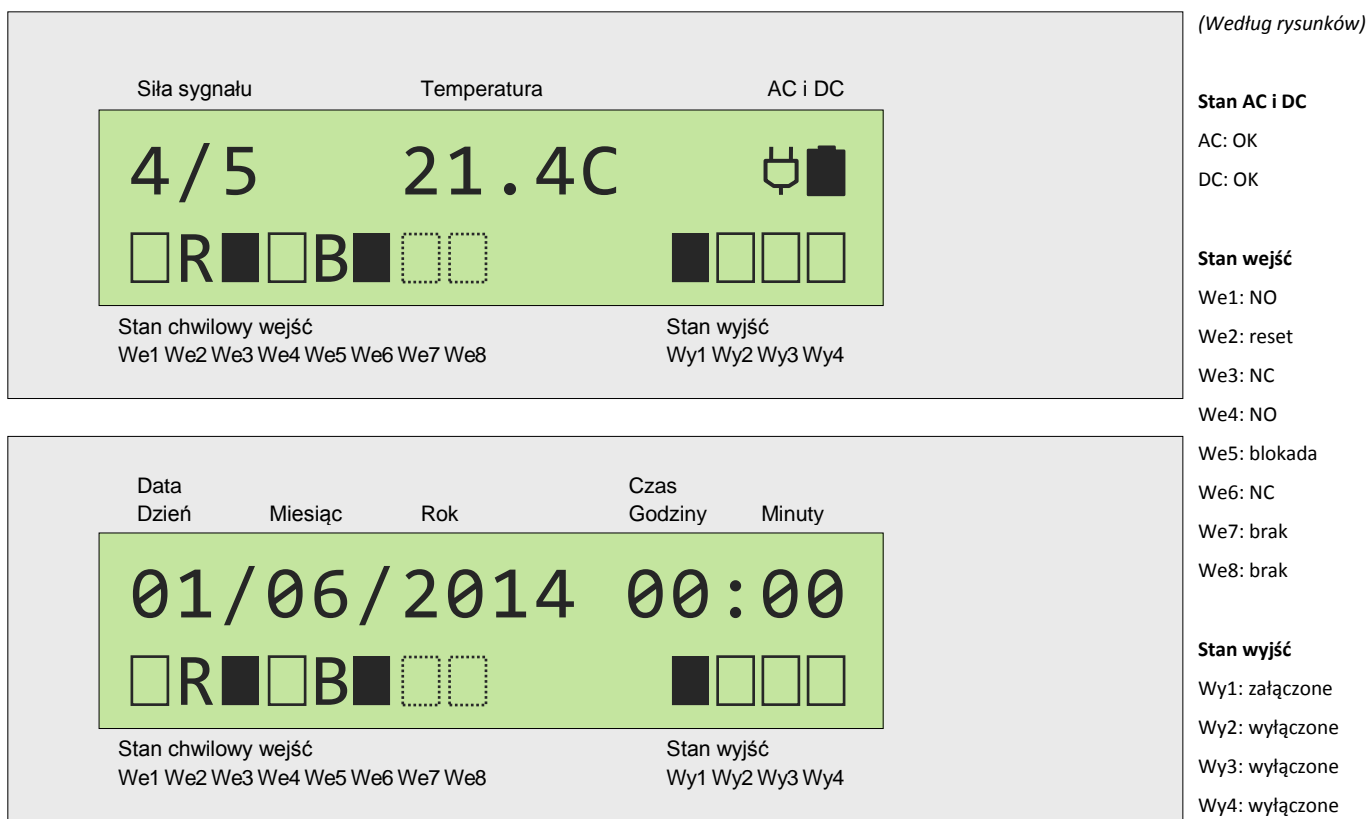 Siła sygnału Temperatura AC i DC
4/5 21.4C
R B
Stan chwilowy wejść Stan wyjść
We1 We2 We3 We4 We5 We6 We7 We8 Wy1 Wy2 Wy3 Wy4
Data Czas
Dzień Miesiąc Rok Godziny Minuty
01/06/2014 00:00
R B
Stan chwilowy wejść Stan wyjść
We1 We2 We3 We4 We5 We6 We7 We8 Wy1 Wy2 Wy3 Wy4
(Według rysunków)
Stan AC i DC
AC: OK
DC: OK
Stan wejść
We1: NO
We2: reset
We3: NC
We4: NO
We5: blokada
We6: NC
We7: brak
We8: brak
Stan wyjść
Wy1: załączone
Wy2: wyłączone
Wy3: wyłączone
Wy4: wyłączone